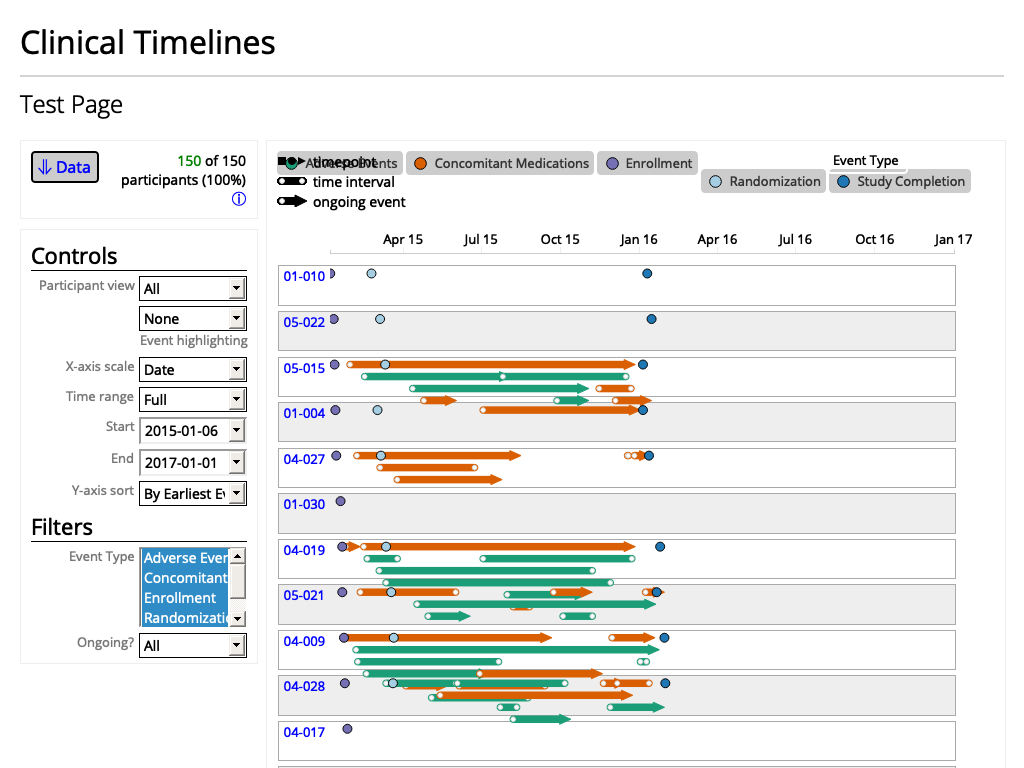 Clinical Timelines
Test Page
Data
150 of 150
participants (100%)
Controls
Participant view All
None
Event highlighting
X-axis scale Date
Time range Full
Start 2015-01-06
End 2017-01-01
Y-axis sort By Earliest Ev
Filters
Event Type Adverse Ever
Concomitant
Enrollment
Randomizatic
Ongoing? All
Event Type
Adverse Events Concomitant Medications Enrollment
Randomization Study Completion
timepoint
time interval
ongoing event
Apr 15 Jul 15 Oct 15 Jan 16 Apr 16 Jul 16 Oct 16 Jan 17
01-010
05-022
05-015
01-004
04-027
01-030
04-019
05-021
04-009
04-028
04-017